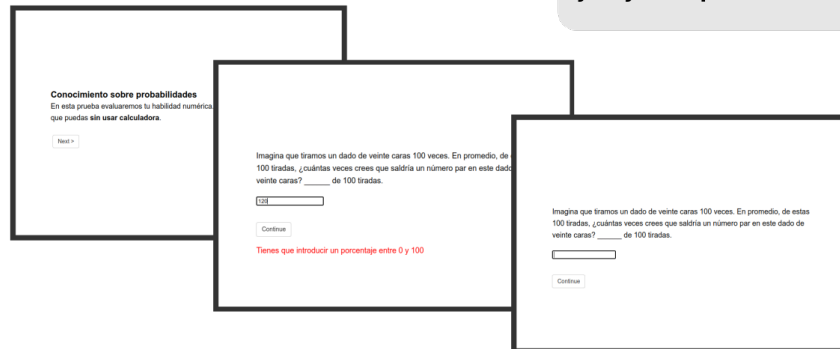 Conocimiento sobre probabilidades
En esta prueba evaluaremos tu habilidad numérica.
que puedas sin usar calculadora.
Next >
Imagina que tiramos un dado de veinte caras 100 veces. En promedio, de
100 tiradas, ¿cuántas veces crees que saldría un número par en este dado
veinte caras? ______ de 100 tiradas.
120
Continue
Tienes que introducir un porcentaje entre 0 y 100
Imagina que tiramos un dado de veinte caras 100 veces. En promedio, de estas
100 tiradas, ¿cuántas veces crees que saldría un número par en este dado de
veinte caras? ______ de 100 tiradas.
Continue